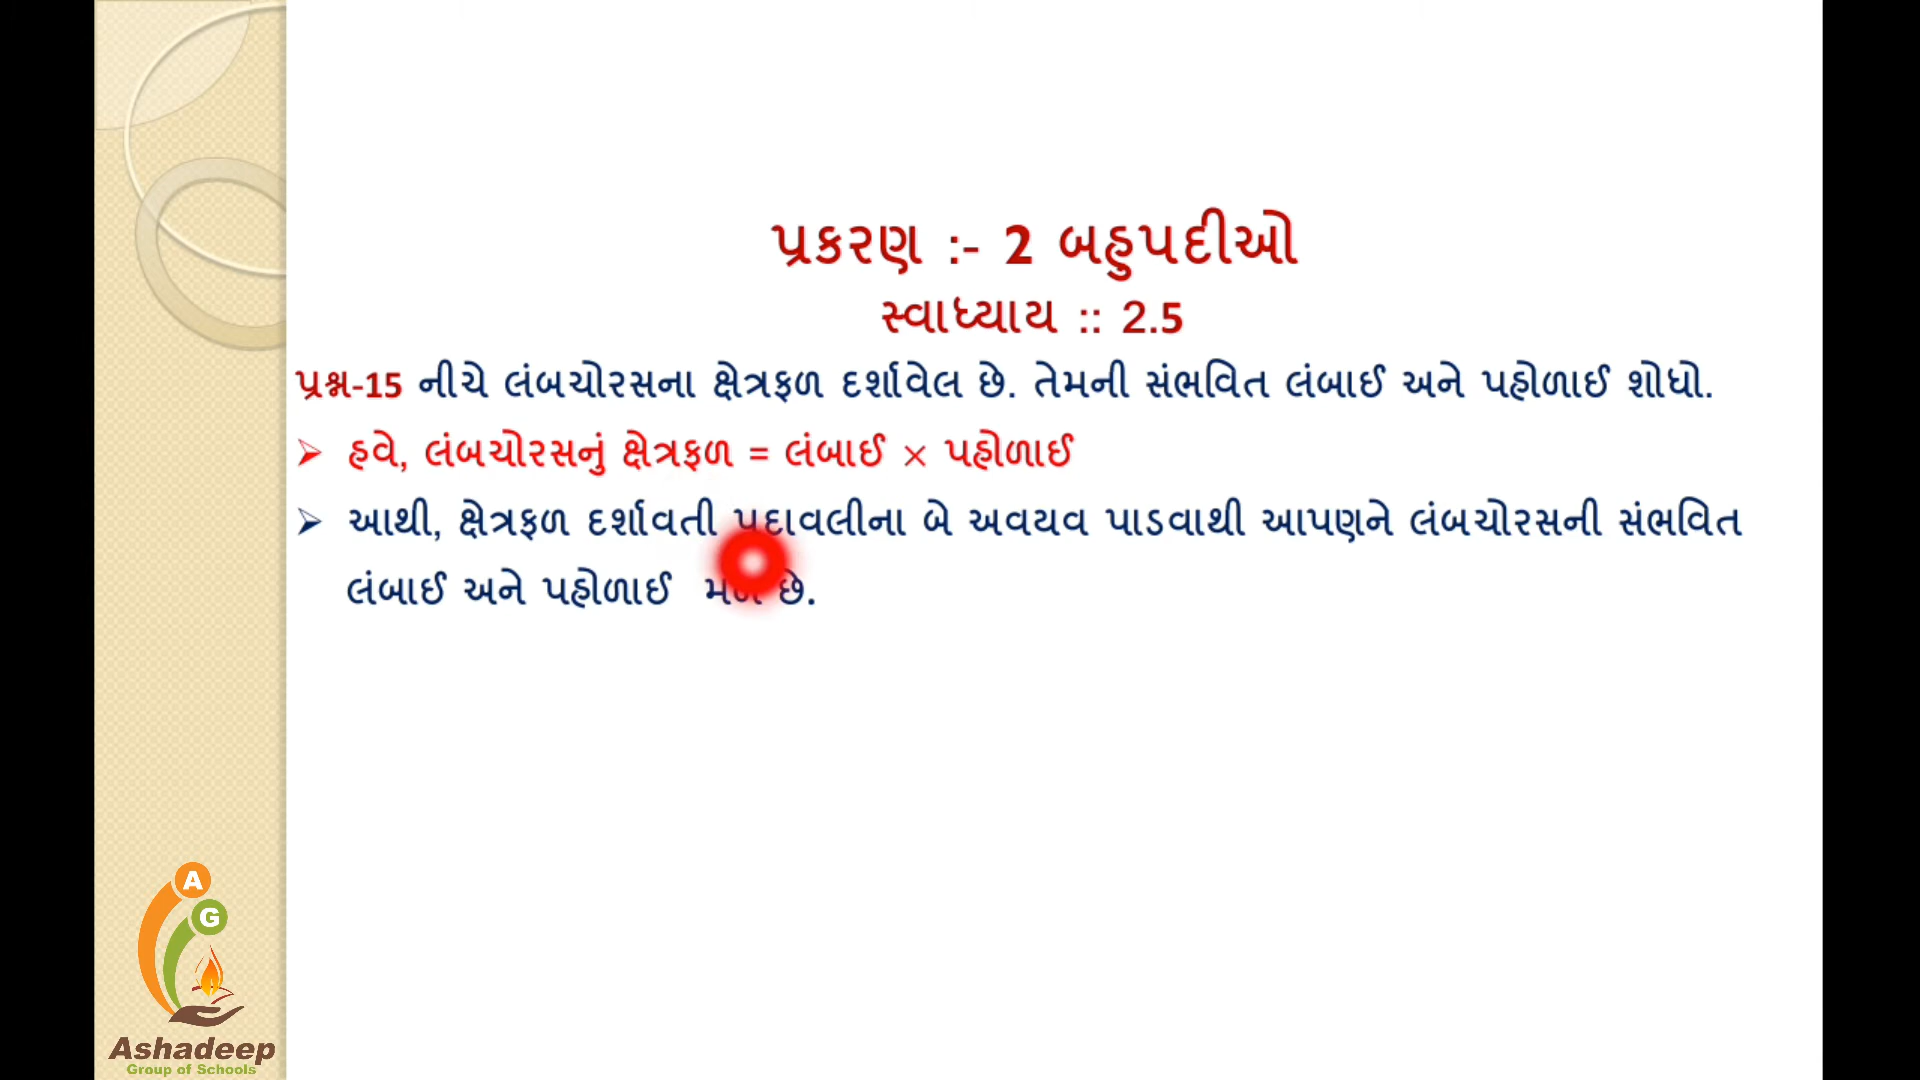 પ્રકરણ :- 2 બહુપદીઓ
સ્વાધ્યાય :: 2.5
પ્રશ્ન-15 નીચે લંબચોરસના ક્ષેત્રફળ દર્શાવેલ છે. તેમની સંભવિત લંબાઈ અને પહોળાઈ શોધો.
હવે, લંબચોરસનું ક્ષેત્રફળ = લંબાઈ × પહોળાઈ
આથી, ક્ષેત્રફળ દર્શાવતી પદાવલીના બે અવયવ પાડવાથી આપણને લંબચોરસની સંભવિત
લંબાઈ અને પહોળાઈ મળે છે.
A
G
Ashadeep
Group of Schools